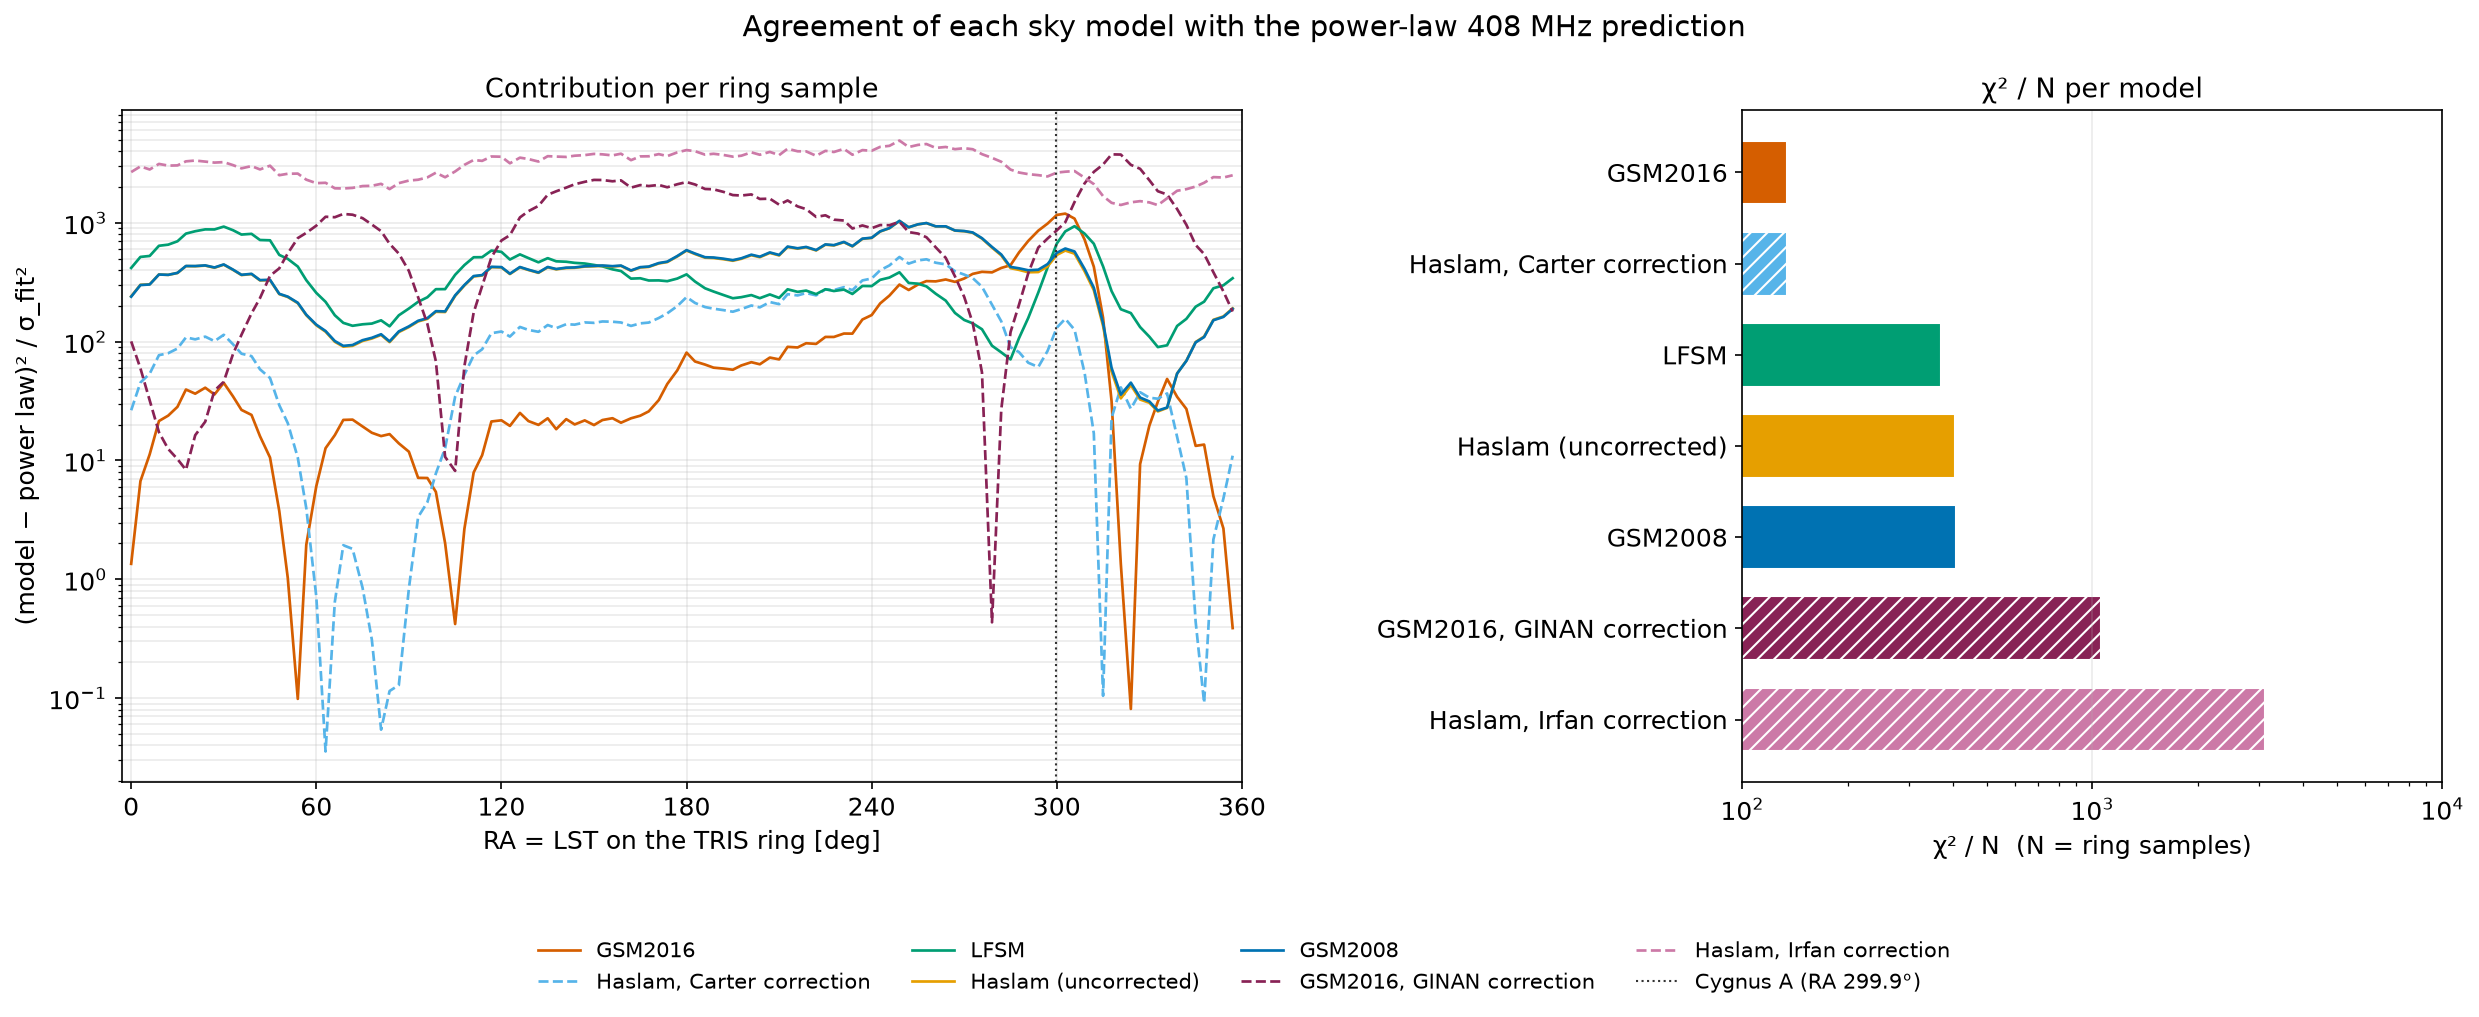 Agreement of each sky model with the power-law 408 MHz prediction
Contribution per ring sample
(model − power law)² / σ_fit²
10³
10²
10¹
10⁰
10⁻¹
0 60 120 180 240 300 360
RA = LST on the TRIS ring [deg]
χ² / N per model
GSM2016
Haslam, Carter correction
LFSM
Haslam (uncorrected)
GSM2008
GSM2016, GINAN correction
Haslam, Irfan correction
10² 10³ 10⁴
χ² / N (N = ring samples)
GSM2016
Haslam, Carter correction
LFSM
Haslam (uncorrected)
GSM2008
GSM2016, GINAN correction
Haslam, Irfan correction
Cygnus A (RA 299.9°)